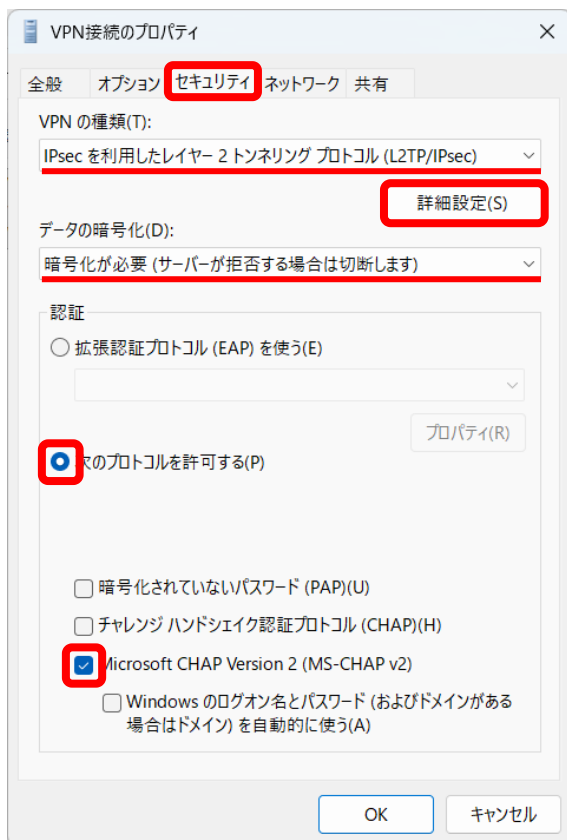 VPN接続のプロパティ
全般 オプション セキュリティ ネットワーク 共有
VPN の種類(T):
IPsec を利用したレイヤー 2 トンネリング プロトコル (L2TP/IPsec)
詳細設定(S)
データの暗号化(D):
暗号化が必要 (サーバーが拒否する場合は切断します)
認証
拡張認証プロトコル (EAP) を使う(E)
プロパティ(R)
次のプロトコルを許可する(P)
暗号化されていないパスワード (PAP)(U)
チャレンジ ハンドシェイク認証プロトコル (CHAP)(H)
Microsoft CHAP Version 2 (MS-CHAP v2)
Windows のログオン名とパスワード (およびドメインがある
場合はドメイン) を自動的に使う(A)
OK キャンセル